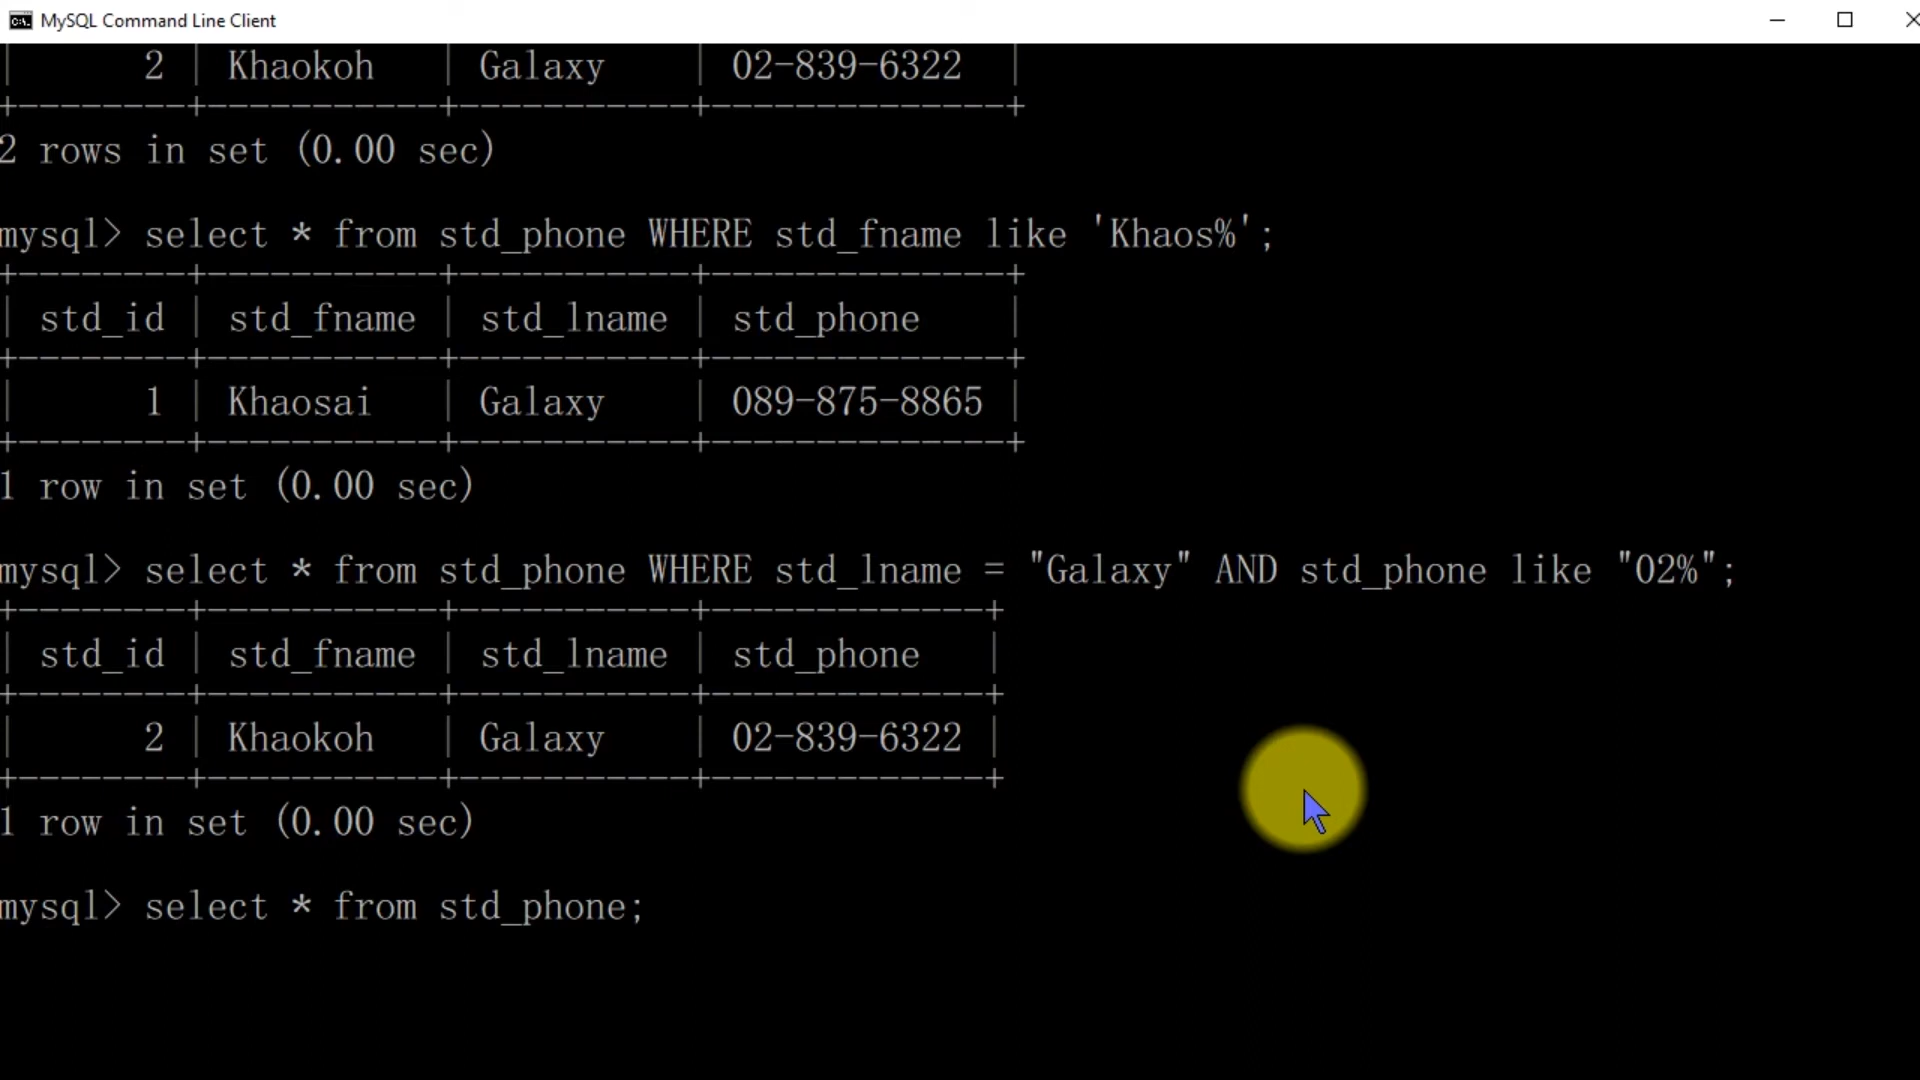 MySQL Command Line Client
| 2 | Khaokoh | Galaxy | 02-839-6322 |
+--------+-----------+-----------+--------------+
2 rows in set (0.00 sec)
mysql> select * from std_phone WHERE std_fname like 'Khaos%';
+--------+-----------+-----------+--------------+
| std_id | std_fname | std_lname | std_phone |
+--------+-----------+-----------+--------------+
| 1 | Khaosai | Galaxy | 089-875-8865 |
+--------+-----------+-----------+--------------+
1 row in set (0.00 sec)
mysql> select * from std_phone WHERE std_lname = "Galaxy" AND std_phone like "02%";
+--------+-----------+-----------+-------------+
| std_id | std_fname | std_lname | std_phone |
+--------+-----------+-----------+-------------+
| 2 | Khaokoh | Galaxy | 02-839-6322 |
+--------+-----------+-----------+-------------+
1 row in set (0.00 sec)
mysql> select * from std_phone;